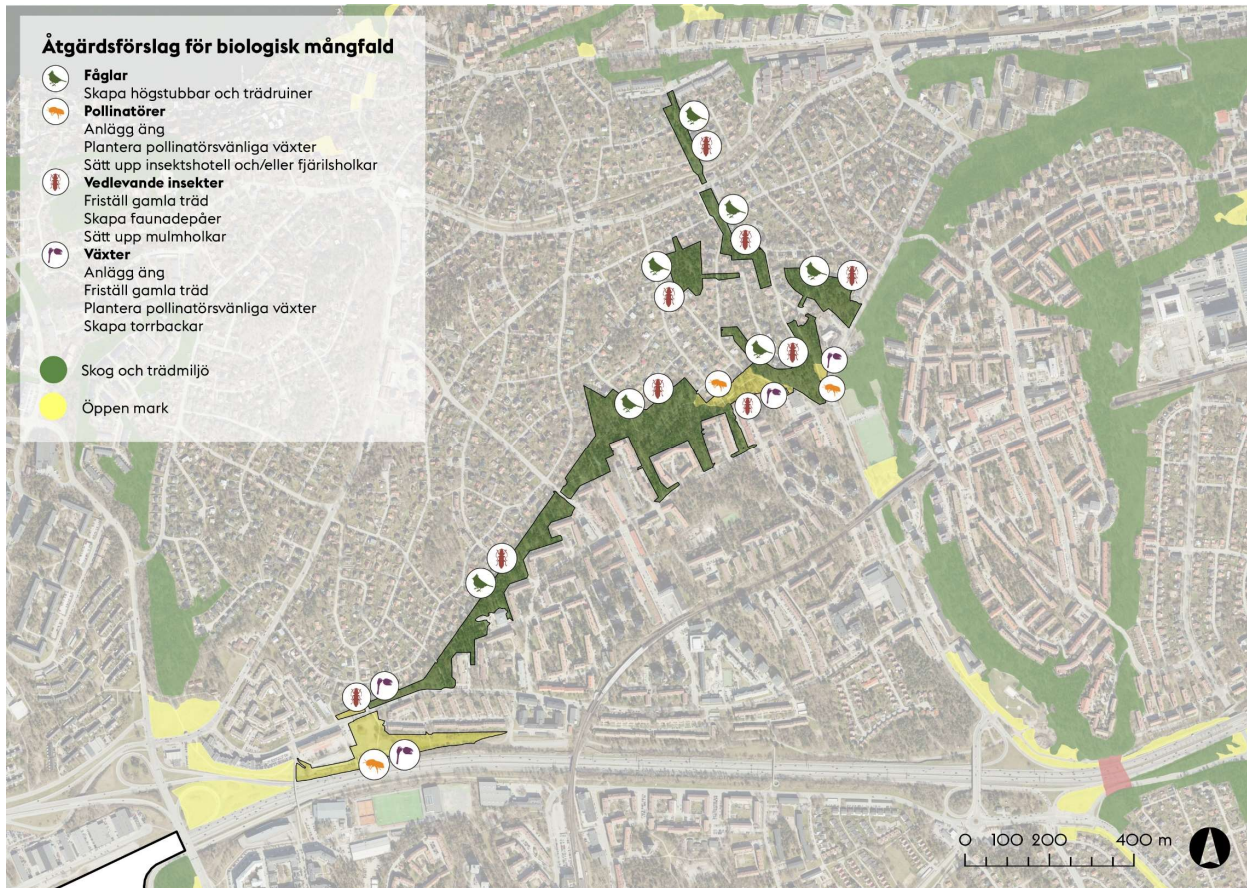 Åtgärdsförslag för biologisk mångfald
Fåglar
Skapa högstubbar och trädruiner
Pollinatörer
Anlägg äng
Plantera pollinatörsvänliga växter
Sätt upp insektshotell och/eller fjärilsholkar
Vedlevande insekter
Friställ gamla träd
Skapa faunadepåer
Sätt upp mulmholkar
Växter
Anlägg äng
Friställ gamla träd
Plantera pollinatörsvänliga växter
Skapa torrbackar
Skog och trädmiljö
Öppen mark
0 100 200 400 m